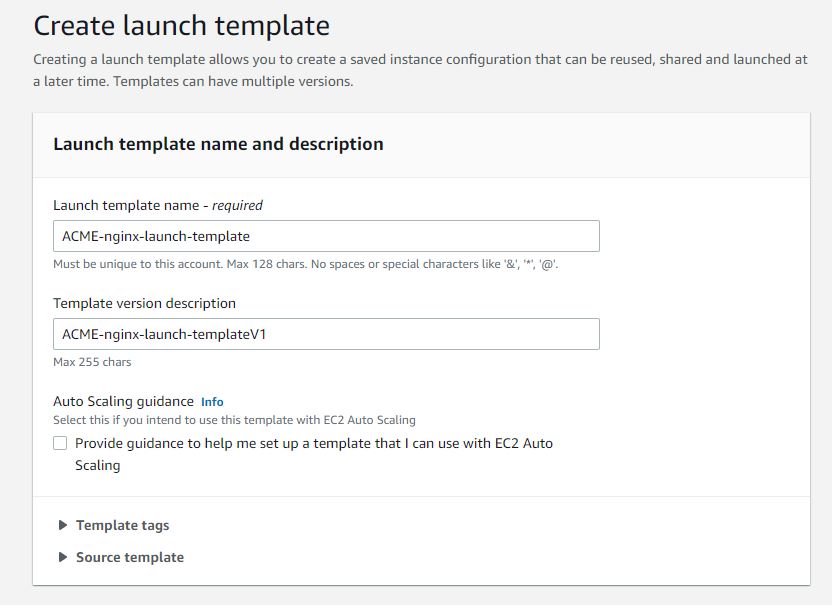 Create launch template
Creating a launch template allows you to create a saved instance configuration that can be reused, shared and launched at
a later time. Templates can have multiple versions.
Launch template name and description
Launch template name - required
ACME-nginx-launch-template
Must be unique to this account. Max 128 chars. No spaces or special characters like '&', '*', '@'.
Template version description
ACME-nginx-launch-templateV1
Max 255 chars
Auto Scaling guidance Info
Select this if you intend to use this template with EC2 Auto Scaling
Provide guidance to help me set up a template that I can use with EC2 Auto
Scaling
Template tags
Source template